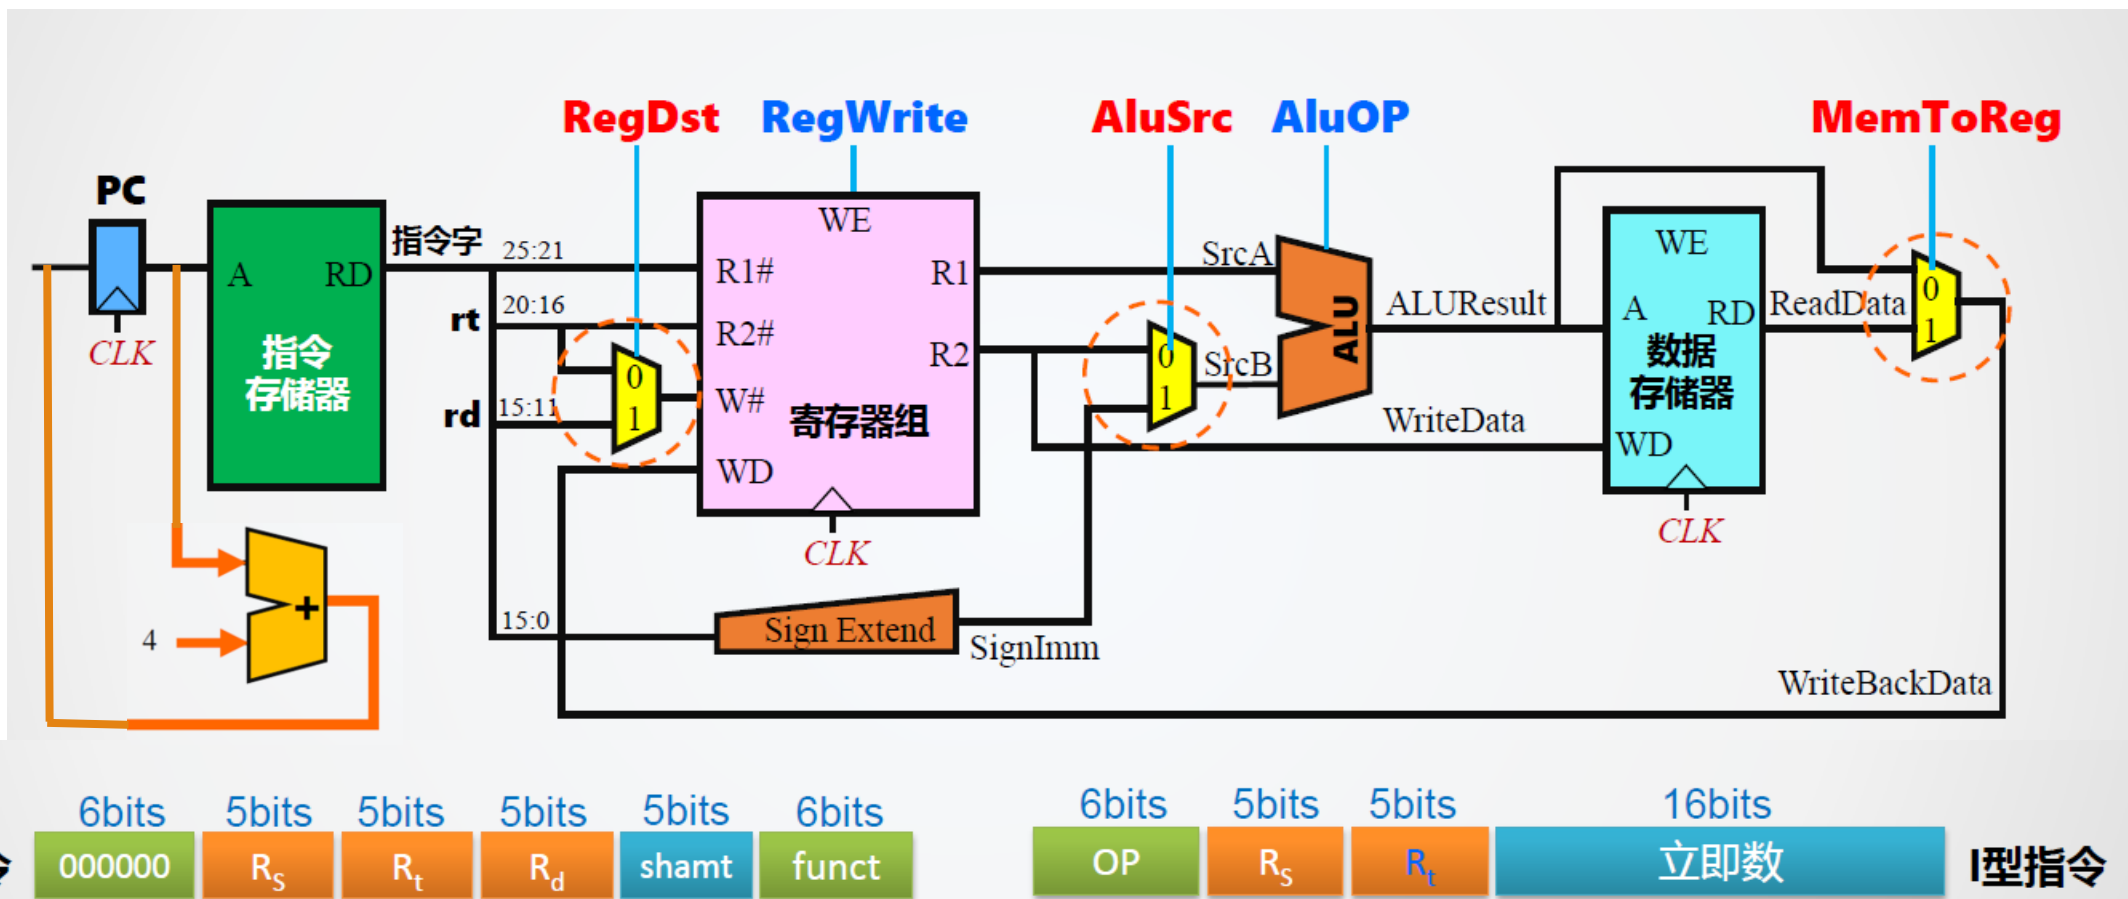 RegDst RegWrite AluSrc AluOP MemToReg
PC
指令字
25:21
20:16
rt
rd
15:11
15:0
A RD
指令
存储器
CLK
WE
R1#
R2#
W#
WD
R1
R2
寄存器组
CLK
0
1
0
1
SrcA
SrcB
ALU
ALUResult
WriteData
WE
A RD
数据
存储器
WD
CLK
ReadData
0
1
4
+
Sign Extend
SignImm
WriteBackData
6bits 5bits 5bits 5bits 5bits 6bits
令 000000 Rs Rt Rd shamt funct
6bits 5bits 5bits 16bits
OP Rs Rt 立即数 I型指令